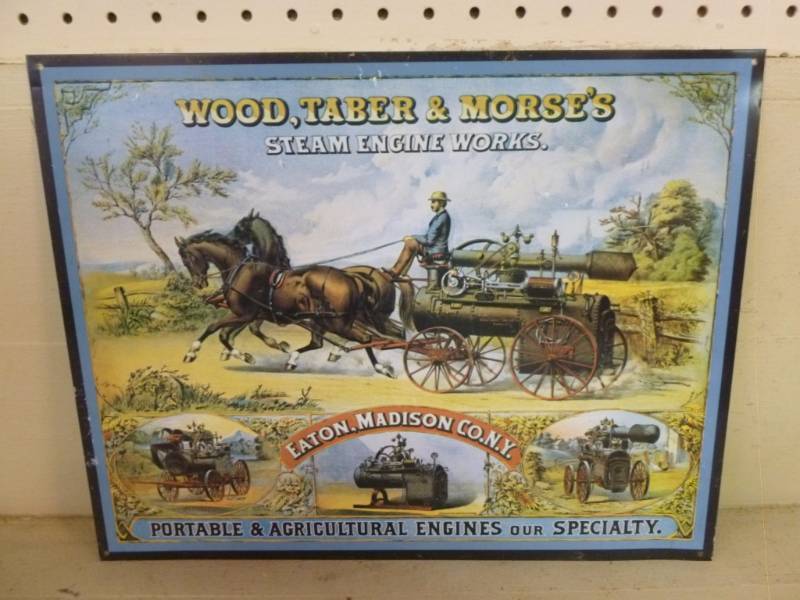 WOOD, TABER & MORSE'S
STEAM ENGINE WORKS.
EATON, MADISON CO. N.Y.
PORTABLE & AGRICULTURAL ENGINES OUR SPECIALTY.